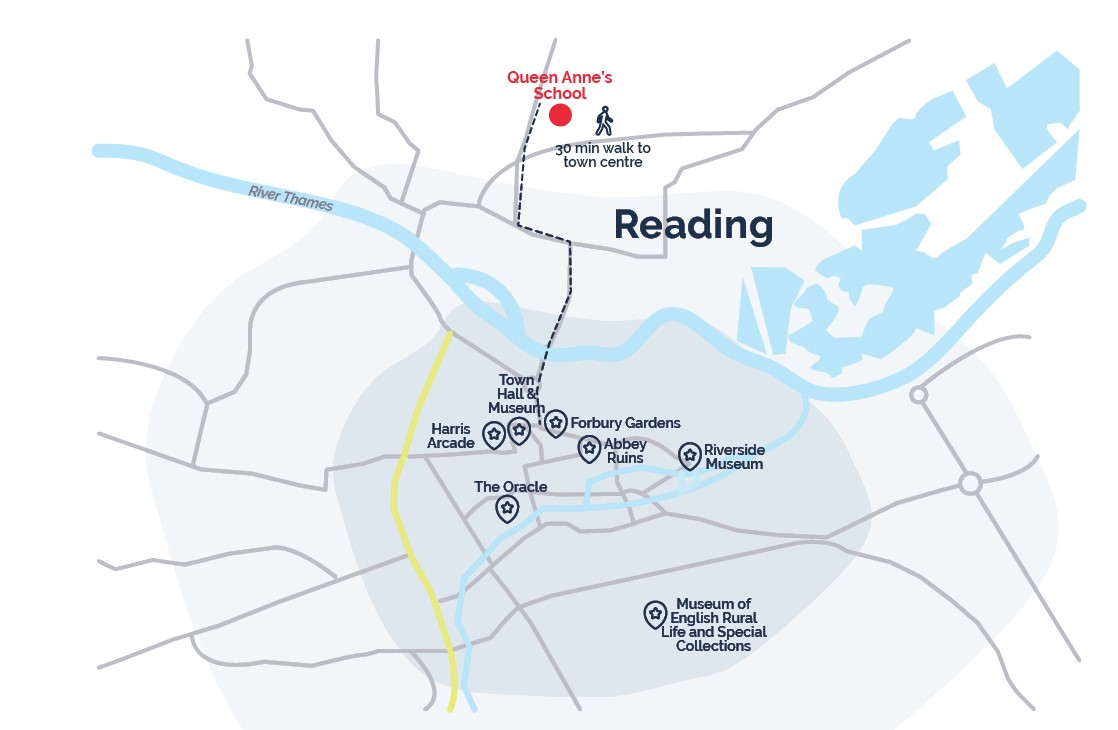 Queen Anne's
School
30 min walk to
town centre
River Thames
Reading
Town
Hall &
Museum
Harris
Arcade
Forbury Gardens
Abbey
Ruins
Riverside
Museum
The Oracle
Museum of
English Rural
Life and Special
Collections